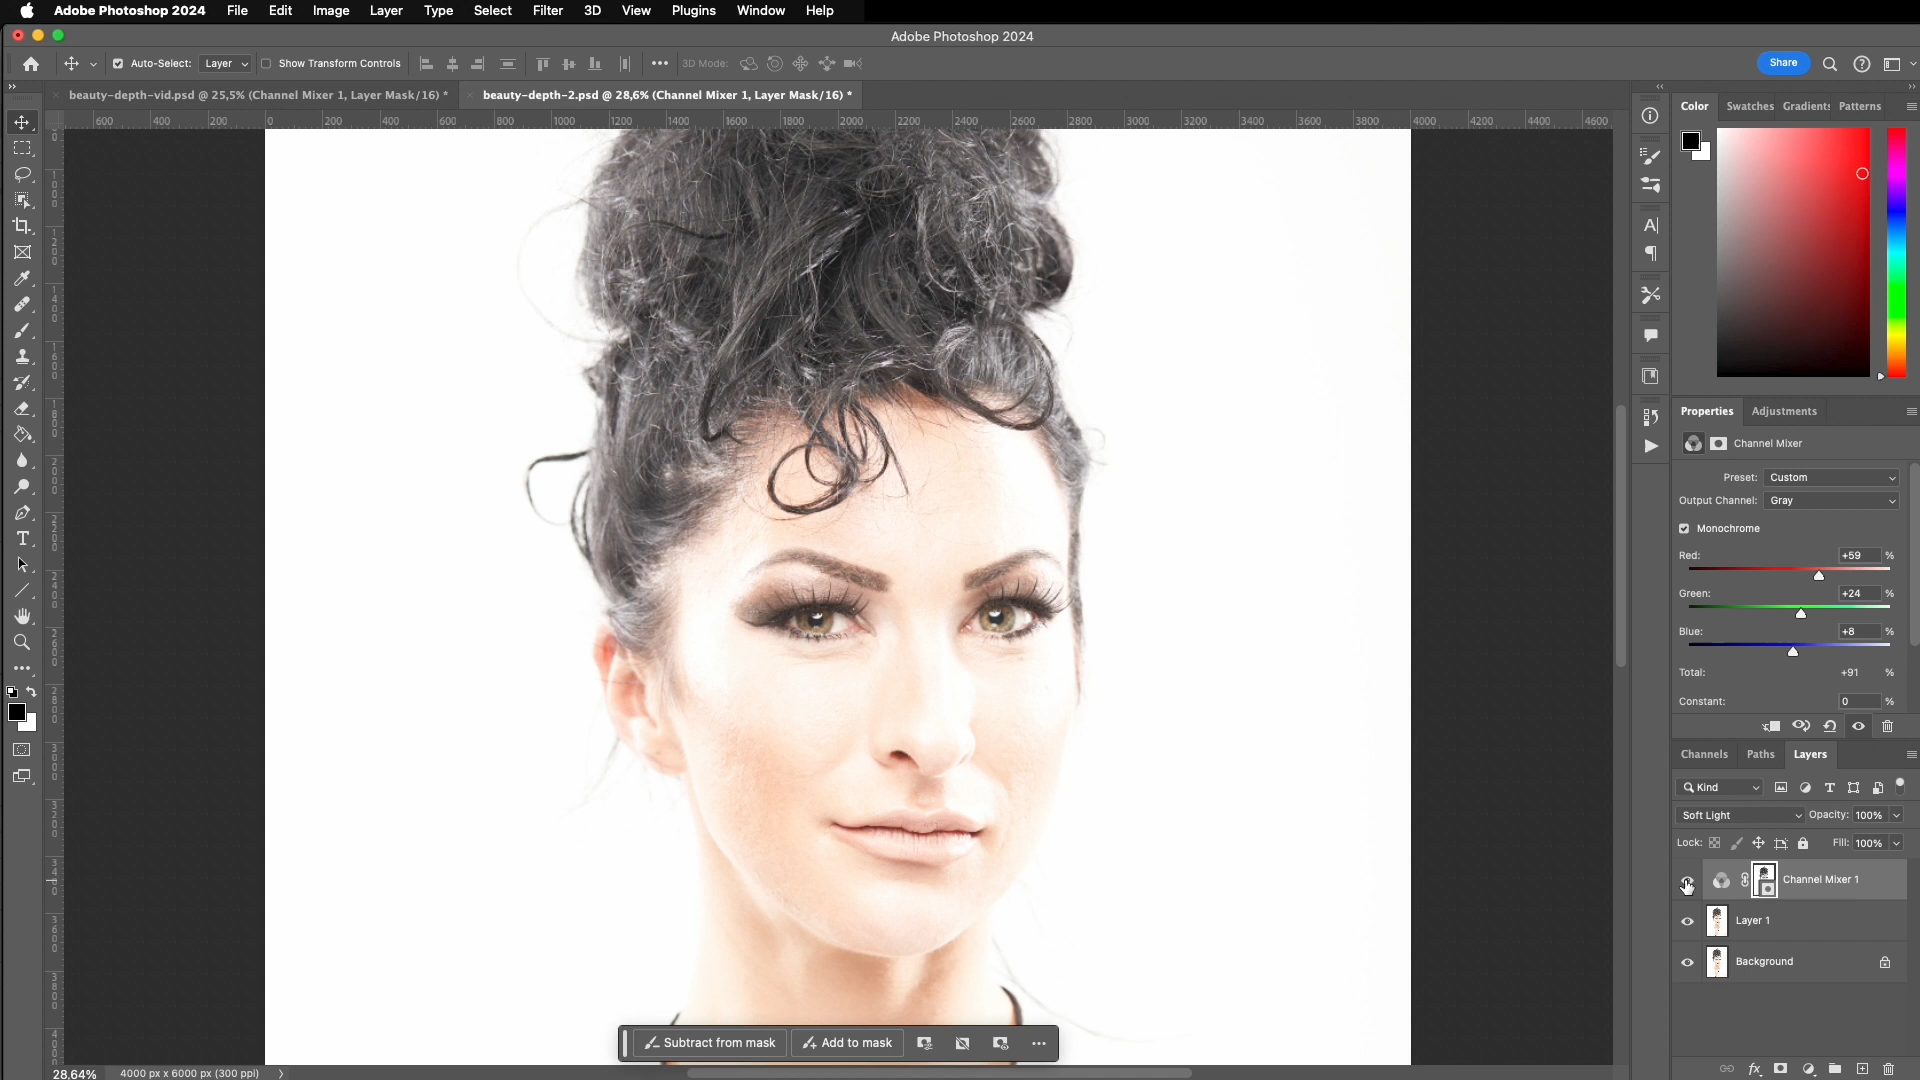 Adobe Photoshop 2024 File Edit Image Layer Type Select Filter 3D View Plugins Window Help
Adobe Photoshop 2024
Auto-Select: Layer Show Transform Controls 3D Mode: Share
beauty-depth-vid.psd @ 25,5% (Channel Mixer 1, Layer Mask/16) * beauty-depth-2.psd @ 28,6% (Channel Mixer 1, Layer Mask/16) *
600 400 200 0 200 400 600 800 1000 1200 1400 1600 1800 2000 2200 2400 2600 2800 3000 3200 3400 3600 3800 4000 4200 4400 4600
Color Swatches Gradients Patterns
Properties Adjustments
Channel Mixer
Preset: Custom
Output Channel: Gray
Monochrome
Red: +59 %
Green: +24 %
Blue: +8 %
Total: +91 %
Constant: 0 %
Channels Paths Layers
Kind
Soft Light Opacity: 100%
Lock: Fill: 100%
Channel Mixer 1
Layer 1
Background
Subtract from mask Add to mask
28,64% 4000 px x 6000 px (300 ppi)